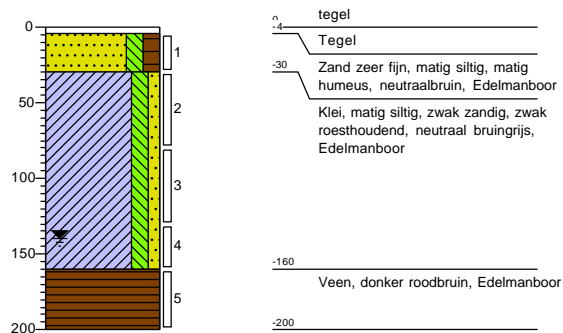 0
50
100
150
200
1
2
3
4
5
0
tegel
-4
Tegel
-30
Zand zeer fijn, matig siltig, matig
humeus, neutraalbruin, Edelmanboor
Klei, matig siltig, zwak zandig, zwak
roesthoudend, neutraal bruingrijs,
Edelmanboor
-160
Veen, donker roodbruin, Edelmanboor
-200